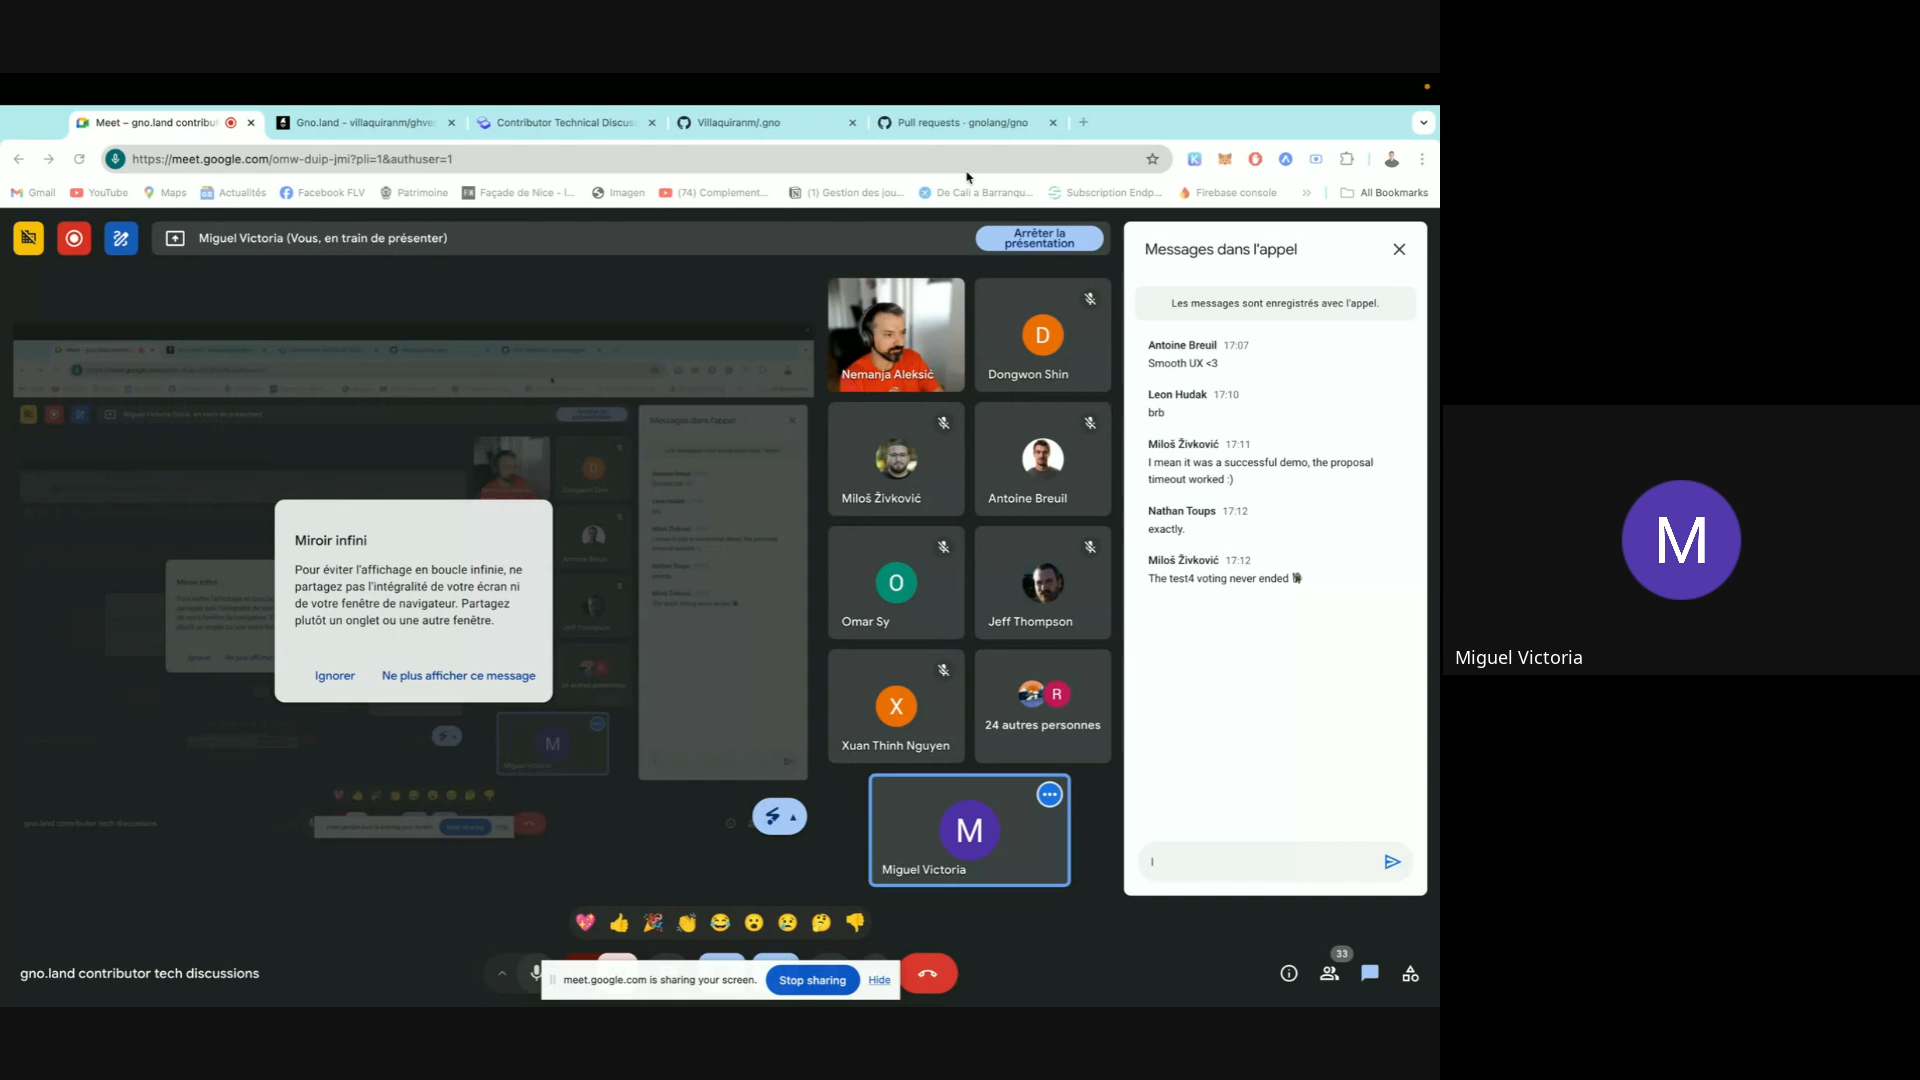 Meet – gno.land contribut
Gno.land - villaquiranm/ghve
Contributor Technical Discus
Villaquiranm/.gno
Pull requests · gnolang/gno
https://meet.google.com/omw-duip-jmi?pli=1&authuser=1
Gmail
YouTube
Maps
Actualités
Facebook FLV
Patrimoine
Façade de Nice - I...
Imagen
(74) Complement...
(1) Gestion des jou...
De Cali a Barranqu...
Subscription Endp...
Firebase console
»
All Bookmarks
Miguel Victoria (Vous, en train de présenter)
Arrêter la
présentation
Messages dans l'appel
Les messages sont enregistrés avec l'appel.
Antoine Breuil 17:07
Smooth UX <3
Leon Hudak 17:10
brb
Miloš Živković 17:11
I mean it was a successful demo, the proposal
timeout worked :)
Nathan Toups 17:12
exactly.
Miloš Živković 17:12
The test4 voting never ended
Nemanja Aleksić
D
Dongwon Shin
Miloš Živković
Antoine Breuil
O
Omar Sy
Jeff Thompson
X
Xuan Thinh Nguyen
R
24 autres personnes
M
Miguel Victoria
Miroir infini
Pour éviter l'affichage en boucle infinie, ne
partagez pas l'intégralité de votre écran ni
de votre fenêtre de navigateur. Partagez
plutôt un onglet ou une autre fenêtre.
Ignorer
Ne plus afficher ce message
gno.land contributor tech discussions
meet.google.com is sharing your screen.
Stop sharing
Hide
33
M
Miguel Victoria